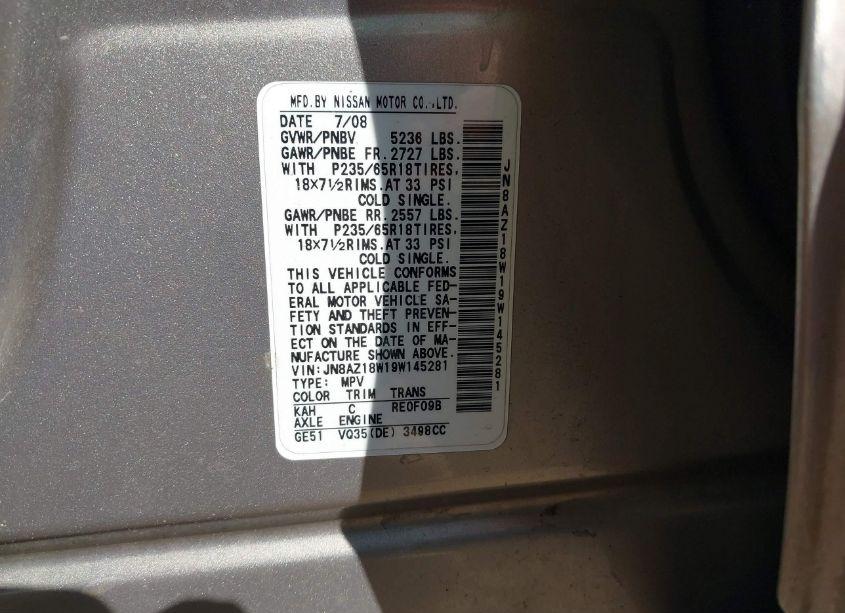 MFD.BY NISSAN MOTOR CO.,LTD.
DATE 7/08
GVWR/PNBV 5236 LBS.
GAWR/PNBE FR. 2727 LBS.
WITH P235/65R18TIRES,
18×7½RIMS.AT 33 PSI
COLD SINGLE.
GAWR/PNBE RR. 2557 LBS.
WITH P235/65R18TIRES,
18×7½RIMS.AT 33 PSI
COLD SINGLE.
THIS VEHICLE CONFORMS
TO ALL APPLICABLE FED-
ERAL MOTOR VEHICLE SA-
FETY AND THEFT PREVEN-
TION STANDARDS IN EFF-
ECT ON THE DATE OF MA-
NUFACTURE SHOWN ABOVE.
VIN: JN8AZ18W19W145281
TYPE: MPV
COLOR TRIM TRANS
KAH C RE0F09B
AXLE ENGINE
GE51 VQ35(DE) 3498CC
JN8AZ18W19W145281